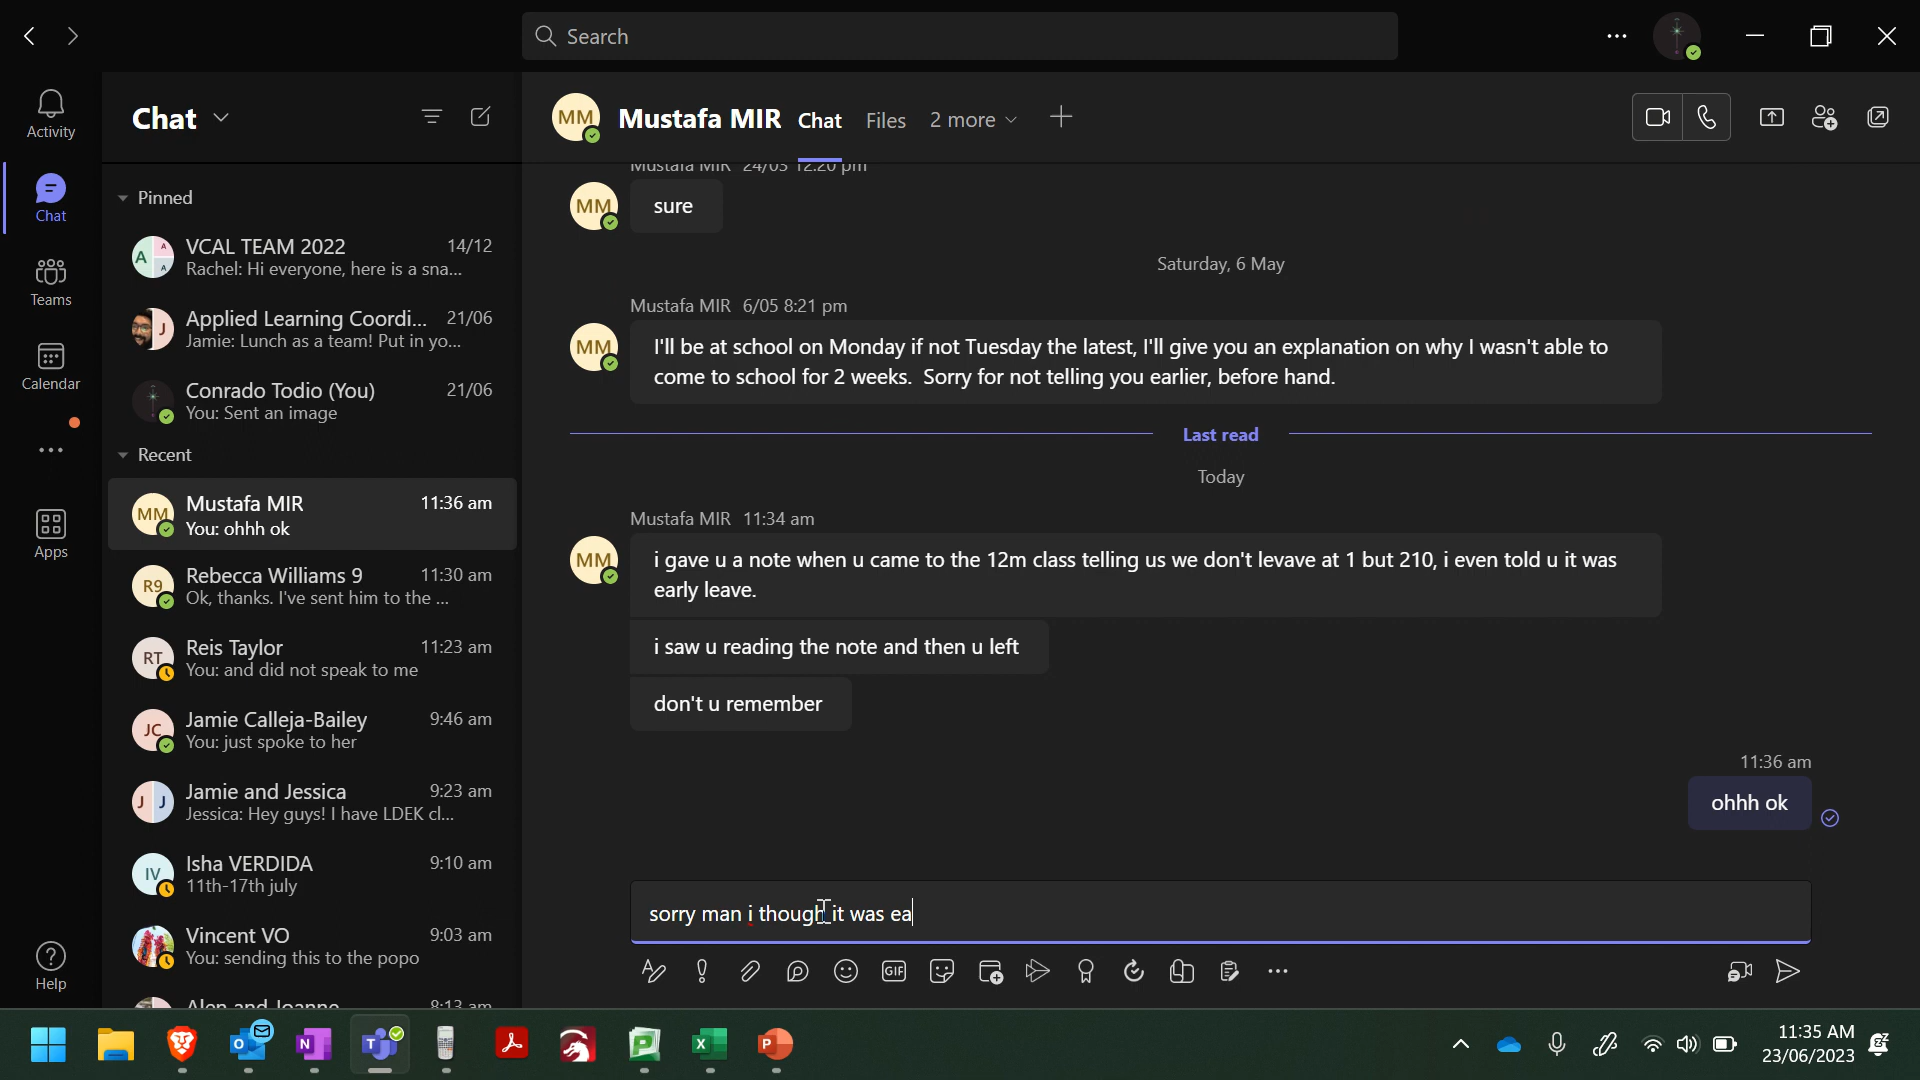 Search
Activity
Chat
Teams
Calendar
Apps
Help
Chat
Pinned
VCAL TEAM 2022 14/12
Rachel: Hi everyone, here is a sna...
Applied Learning Coordi... 21/06
Jamie: Lunch as a team! Put in yo...
Conrado Todio (You) 21/06
You: Sent an image
Recent
MM Mustafa MIR 11:36 am
You: ohhh ok
R9 Rebecca Williams 9 11:30 am
Ok, thanks. I've sent him to the ...
RT Reis Taylor 11:23 am
You: and did not speak to me
JC Jamie Calleja-Bailey 9:46 am
You: just spoke to her
J J Jamie and Jessica 9:23 am
Jessica: Hey guys! I have LDEK cl...
IV Isha VERDIDA 9:10 am
11th-17th july
Vincent VO 9:03 am
You: sending this to the popo
Alen and Joanne 8:13 am
MM Mustafa MIR Chat Files 2 more
Mustafa MIR 24/03 12:20 pm
MM sure
Saturday, 6 May
Mustafa MIR 6/05 8:21 pm
MM I'll be at school on Monday if not Tuesday the latest, I'll give you an explanation on why I wasn't able to
come to school for 2 weeks. Sorry for not telling you earlier, before hand.
Last read
Today
Mustafa MIR 11:34 am
MM i gave u a note when u came to the 12m class telling us we don't levave at 1 but 210, i even told u it was
early leave.
i saw u reading the note and then u left
don't u remember
11:36 am
ohhh ok
sorry man i though it was ea
GIF
11:35 AM
23/06/2023